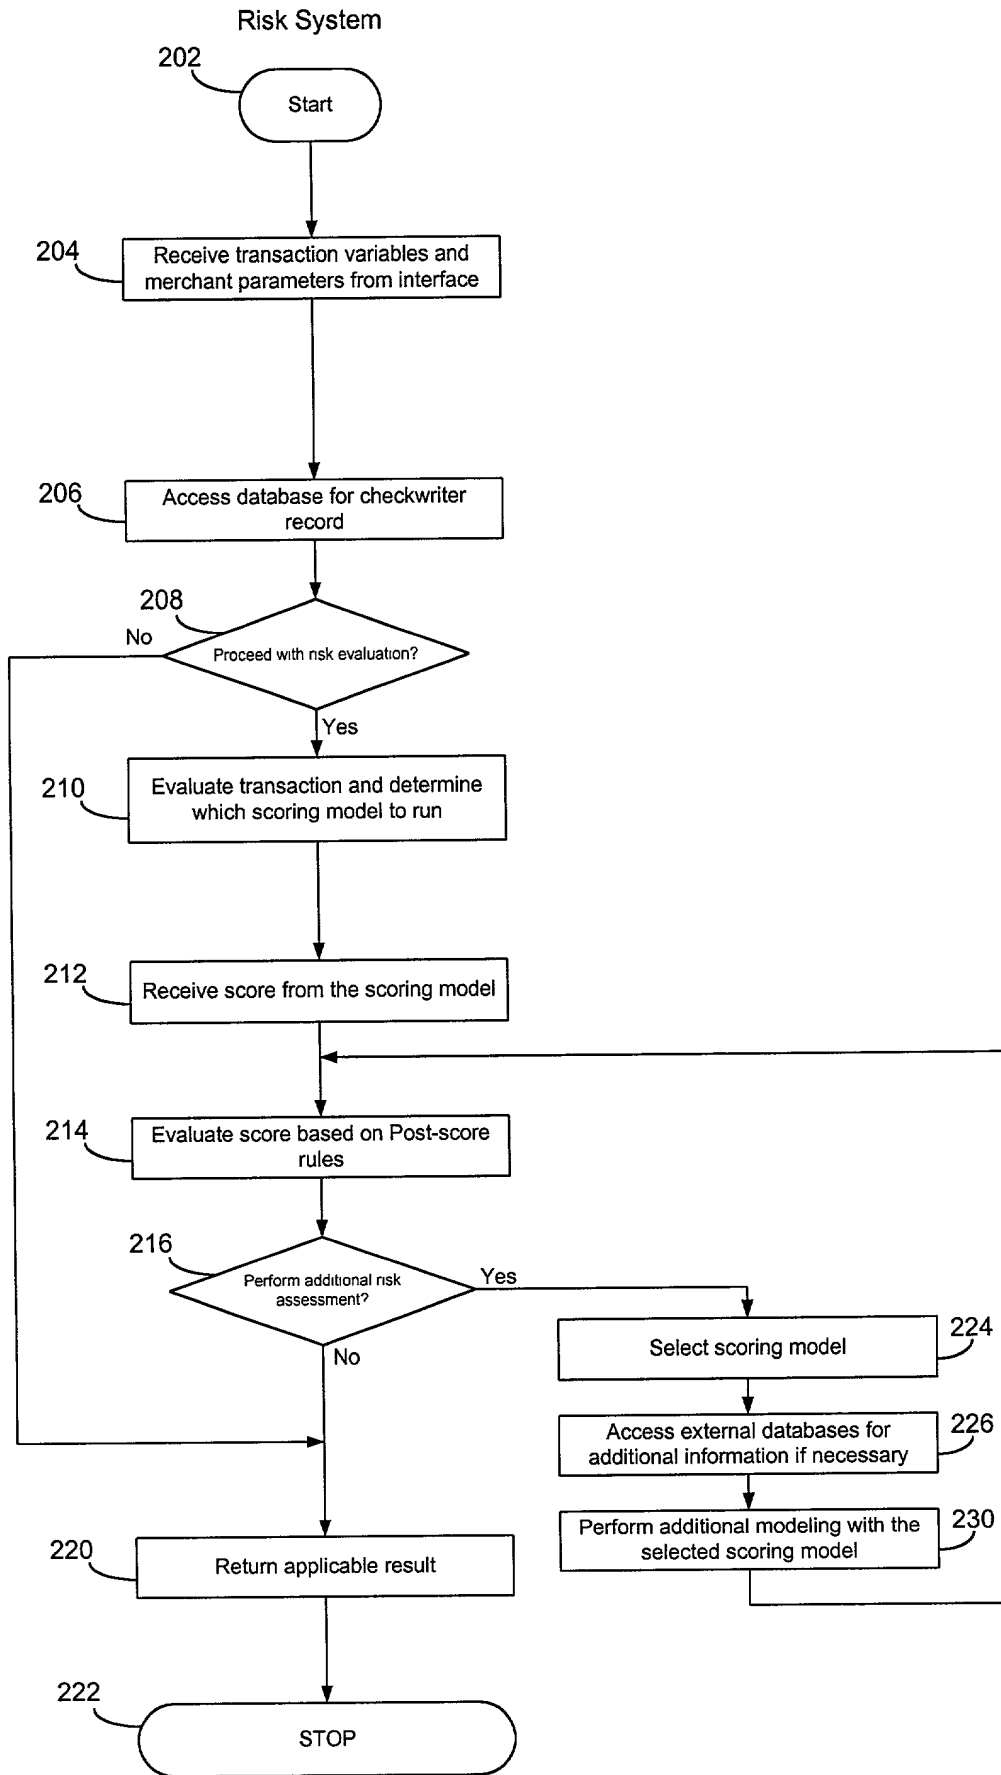 Risk System
202
Start
204
Receive transaction variables and
merchant parameters from interface
206
Access database for checkwriter
record
208
No
Proceed with risk evaluation?
Yes
210
Evaluate transaction and determine
which scoring model to run
212
Receive score from the scoring model
214
Evaluate score based on Post-score
rules
216
Perform additional risk
assessment?
Yes
No
Select scoring model
224
Access external databases for
additional information if necessary
226
Perform additional modeling with the
selected scoring model
230
220
Return applicable result
222
STOP